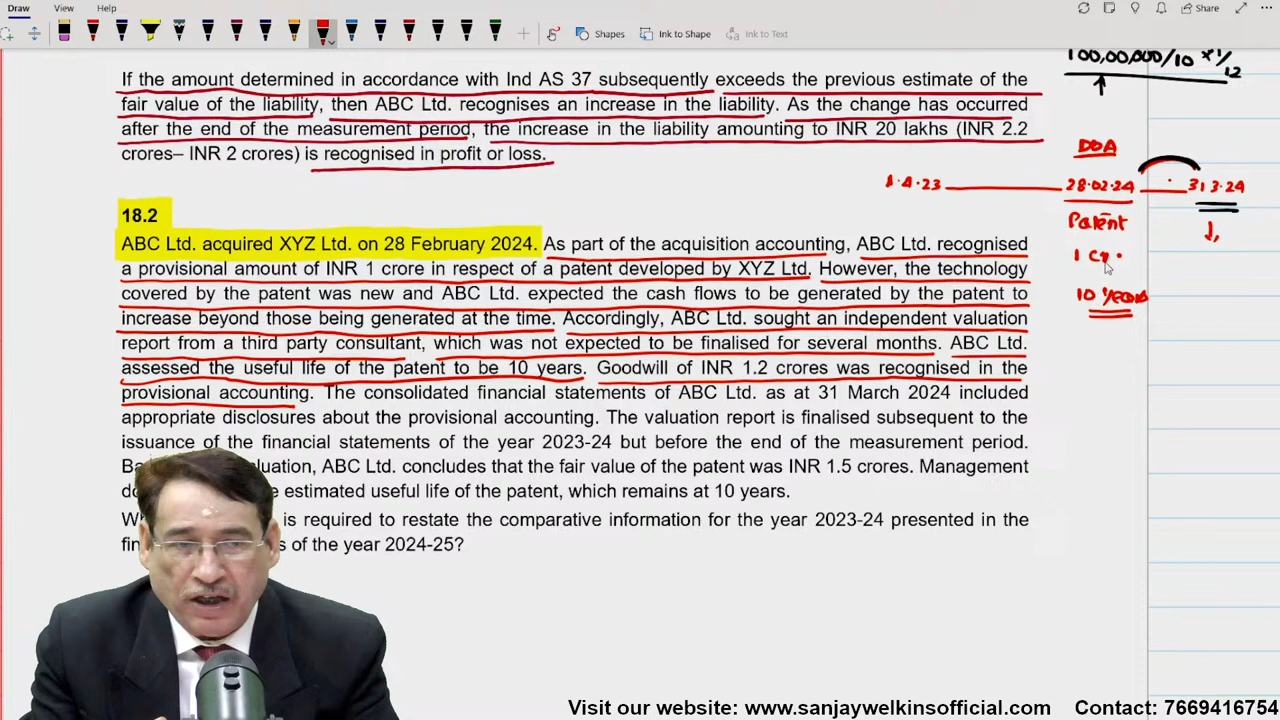 Draw View Help
Share
Shapes Ink to Shape Ink to Text
100,00,000/10 × 1/12
If the amount determined in accordance with Ind AS 37 subsequently exceeds the previous estimate of the
fair value of the liability, then ABC Ltd. recognises an increase in the liability. As the change has occurred
after the end of the measurement period, the increase in the liability amounting to INR 20 lakhs (INR 2.2
crores– INR 2 crores) is recognised in profit or loss.
DOA
1.4.23 28.02.24 31.3.24
Patent
1 Cr.
10 Years
18.2
ABC Ltd. acquired XYZ Ltd. on 28 February 2024. As part of the acquisition accounting, ABC Ltd. recognised
a provisional amount of INR 1 crore in respect of a patent developed by XYZ Ltd. However, the technology
covered by the patent was new and ABC Ltd. expected the cash flows to be generated by the patent to
increase beyond those being generated at the time. Accordingly, ABC Ltd. sought an independent valuation
report from a third party consultant, which was not expected to be finalised for several months. ABC Ltd.
assessed the useful life of the patent to be 10 years. Goodwill of INR 1.2 crores was recognised in the
provisional accounting. The consolidated financial statements of ABC Ltd. as at 31 March 2024 included
appropriate disclosures about the provisional accounting. The valuation report is finalised subsequent to the
issuance of the financial statements of the year 2023-24 but before the end of the measurement period.
ABC Ltd. concludes that the fair value of the patent was INR 1.5 crores. Management
estimated useful life of the patent, which remains at 10 years.
is required to restate the comparative information for the year 2023-24 presented in the
of the year 2024-25?
Visit our website: www.sanjaywelkinsofficial.com Contact: 7669416754